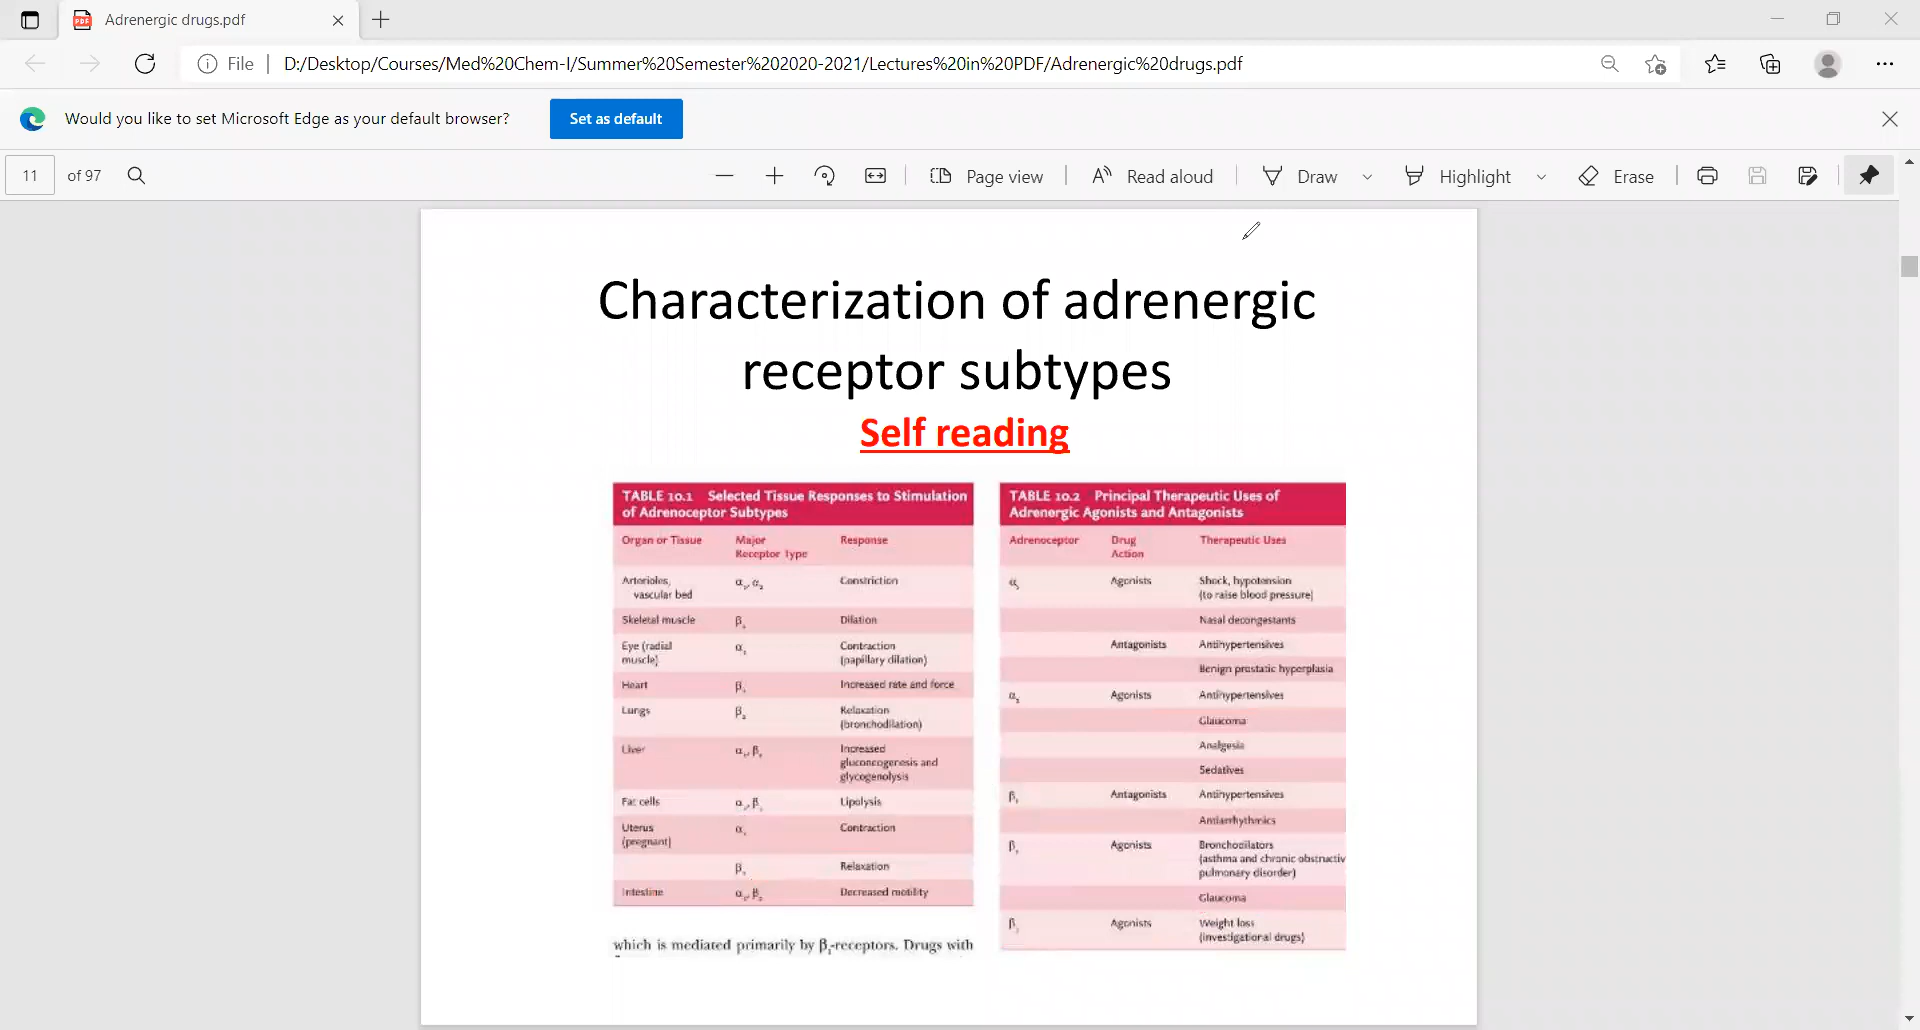 Adrenergic drugs.pdf
File D:/Desktop/Courses/Med%20Chem-I/Summer%20Semester%202020-2021/Lectures%20in%20PDF/Adrenergic%20drugs.pdf
Would you like to set Microsoft Edge as your default browser? Set as default
11 of 97 Page view Read aloud Draw Highlight Erase
Characterization of adrenergic
receptor subtypes
Self reading
TABLE 10.1 Selected Tissue Responses to Stimulation
of Adrenoceptor Subtypes
Organ or Tissue Major Receptor Type Response
Arterioles, vascular bed Constriction
Skeletal muscle Dilation
Eye (radial muscle) Contraction (papillary dilation)
Heart Increased rate and force
Lungs Relaxation (bronchodilation)
Liver Increased gluconeogenesis and glycogenolysis
Fat cells Lipolysis
Uterus (pregnant) Contraction
Relaxation
Intestine Decreased motility
which is mediated primarily by receptors. Drugs with
TABLE 10.2 Principal Therapeutic Uses of
Adrenergic Agonists and Antagonists
Adrenoceptor Drug Action Therapeutic Uses
Agonists Shock, hypotension (to raise blood pressure)
Nasal decongestants
Antagonists Antihypertensives
Benign prostatic hyperplasia
Agonists Antihypertensives
Glaucoma
Analgesia
Sedatives
Antagonists Antihypertensives
Antiarrhythmics
Agonists Bronchodilators (asthma and chronic obstructiv pulmonary disorder)
Glaucoma
Agonists Weight loss (investigational drugs)